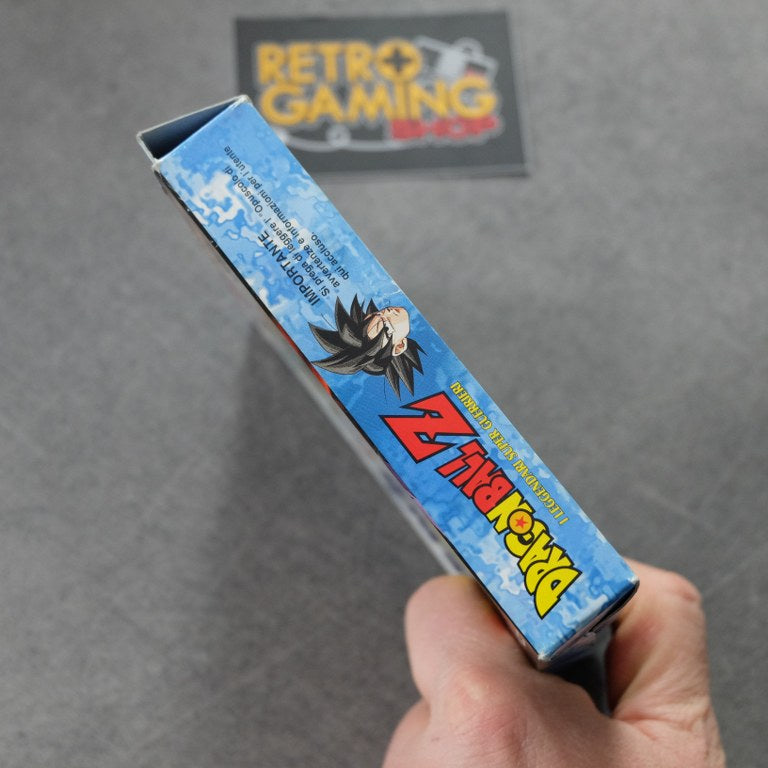 RETRO
GAMING
SHOP
DRAGON BALL Z
I LEGGENDARI SUPER GUERRIERI
IMPORTANTE
Si prega di leggere l' "Opuscolo di
avvertenze e informazioni per l'utente"
qui accluso.